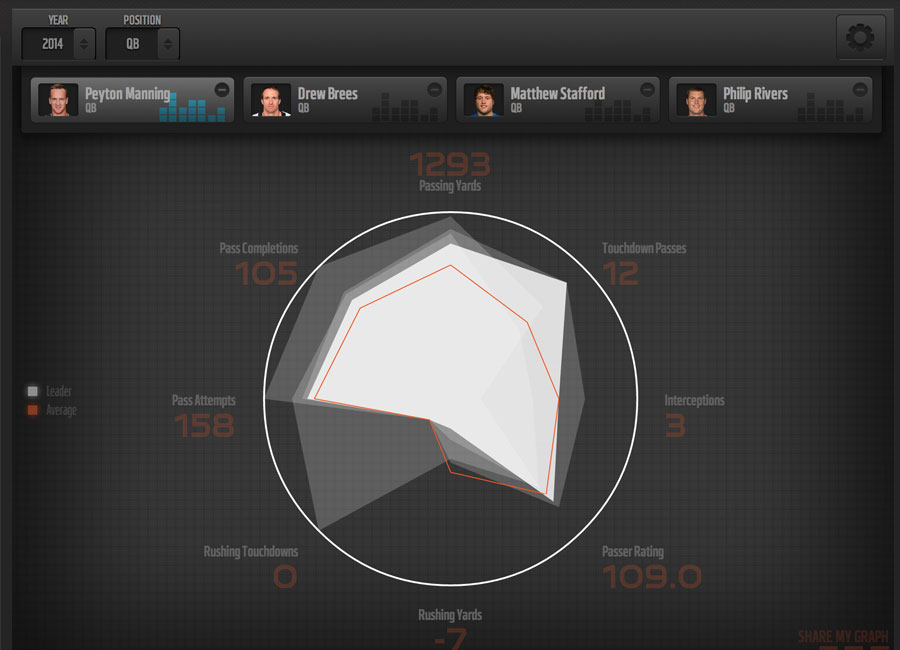 YEAR
POSITION
2014
QB
Peyton Manning
QB
Drew Brees
QB
Matthew Stafford
QB
Philip Rivers
QB
1293
Passing Yards
Pass Completions
105
Touchdown Passes
12
Leader
Average
Pass Attempts
158
Interceptions
3
Rushing Touchdowns
0
Passer Rating
109.0
Rushing Yards
-7
SHARE MY GRAPH